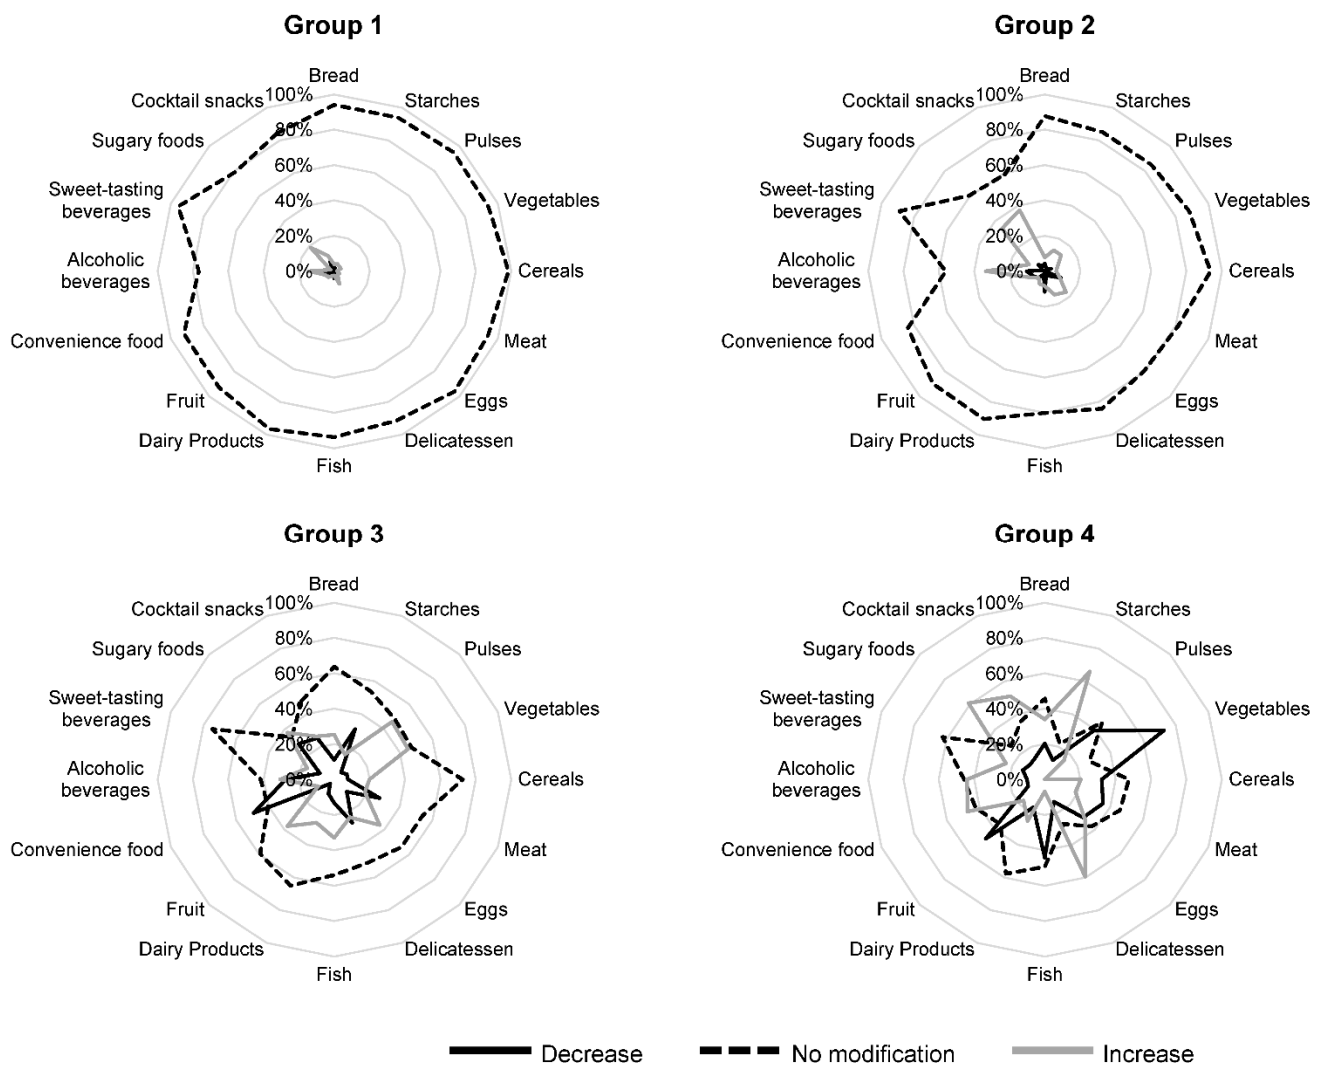 Group 1
Bread
Starches
Pulses
Vegetables
Cereals
Meat
Eggs
Delicatessen
Fish
Dairy Products
Fruit
Convenience food
Alcoholic
beverages
Sweet-tasting
beverages
Sugary foods
Cocktail snacks
100%
80%
60%
40%
20%
0%
Group 2
Bread
Starches
Pulses
Vegetables
Cereals
Meat
Eggs
Delicatessen
Fish
Dairy Products
Fruit
Convenience food
Alcoholic
beverages
Sweet-tasting
beverages
Sugary foods
Cocktail snacks
100%
80%
60%
40%
20%
0%
Group 3
Bread
Starches
Pulses
Vegetables
Cereals
Meat
Eggs
Delicatessen
Fish
Dairy Products
Fruit
Convenience food
Alcoholic
beverages
Sweet-tasting
beverages
Sugary foods
Cocktail snacks
100%
80%
60%
40%
20%
0%
Group 4
Bread
Starches
Pulses
Vegetables
Cereals
Meat
Eggs
Delicatessen
Fish
Dairy Products
Fruit
Convenience food
Alcoholic
beverages
Sweet-tasting
beverages
Sugary foods
Cocktail snacks
100%
80%
60%
40%
20%
0%
Decrease
No modification
Increase